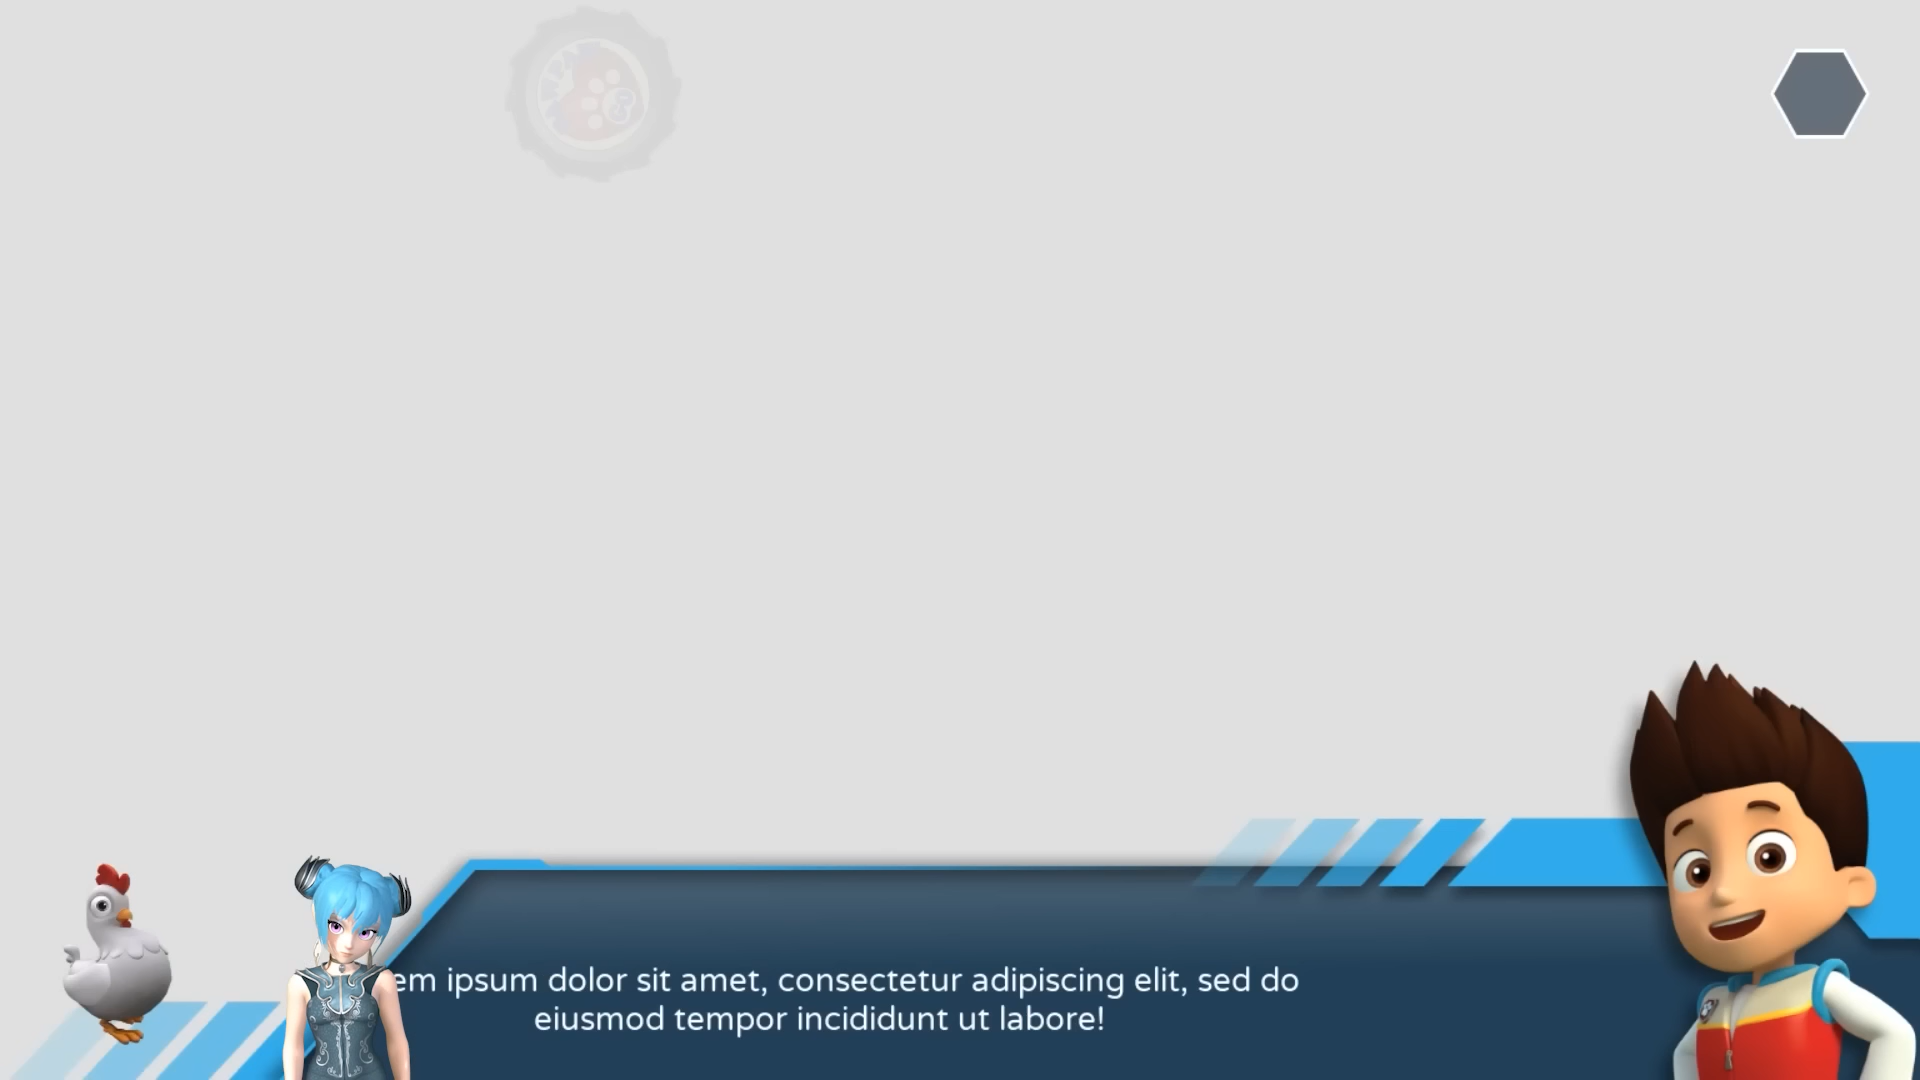 em ipsum dolor sit amet, consectetur adipiscing elit, sed do
eiusmod tempor incididunt ut labore!